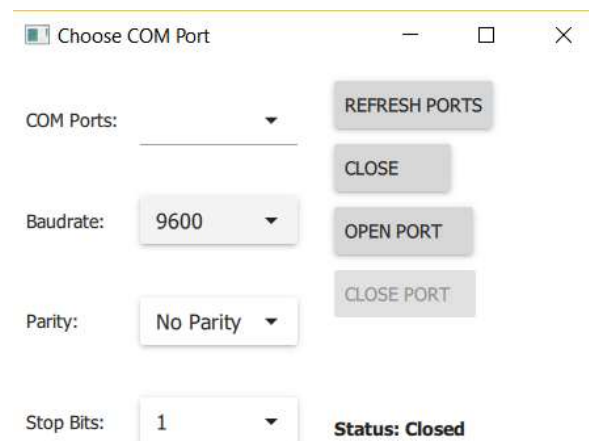 Choose COM Port
COM Ports:
REFRESH PORTS
CLOSE
Baudrate:
9600
OPEN PORT
CLOSE PORT
Parity:
No Parity
Stop Bits:
1
Status: Closed